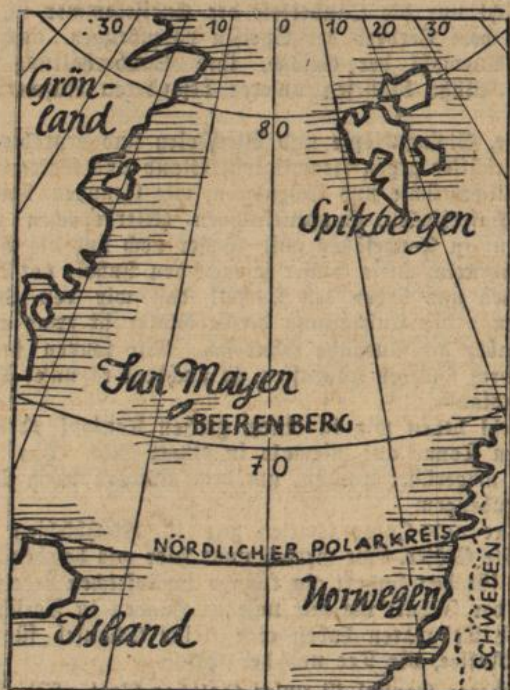 30 10 0 10 20 30
Grön-
land
80
Spitzbergen
Jan Mayen
BEERENBERG
70
NÖRDLICHER POLARKREIS
Norwegen
SCHWEDEN
Island